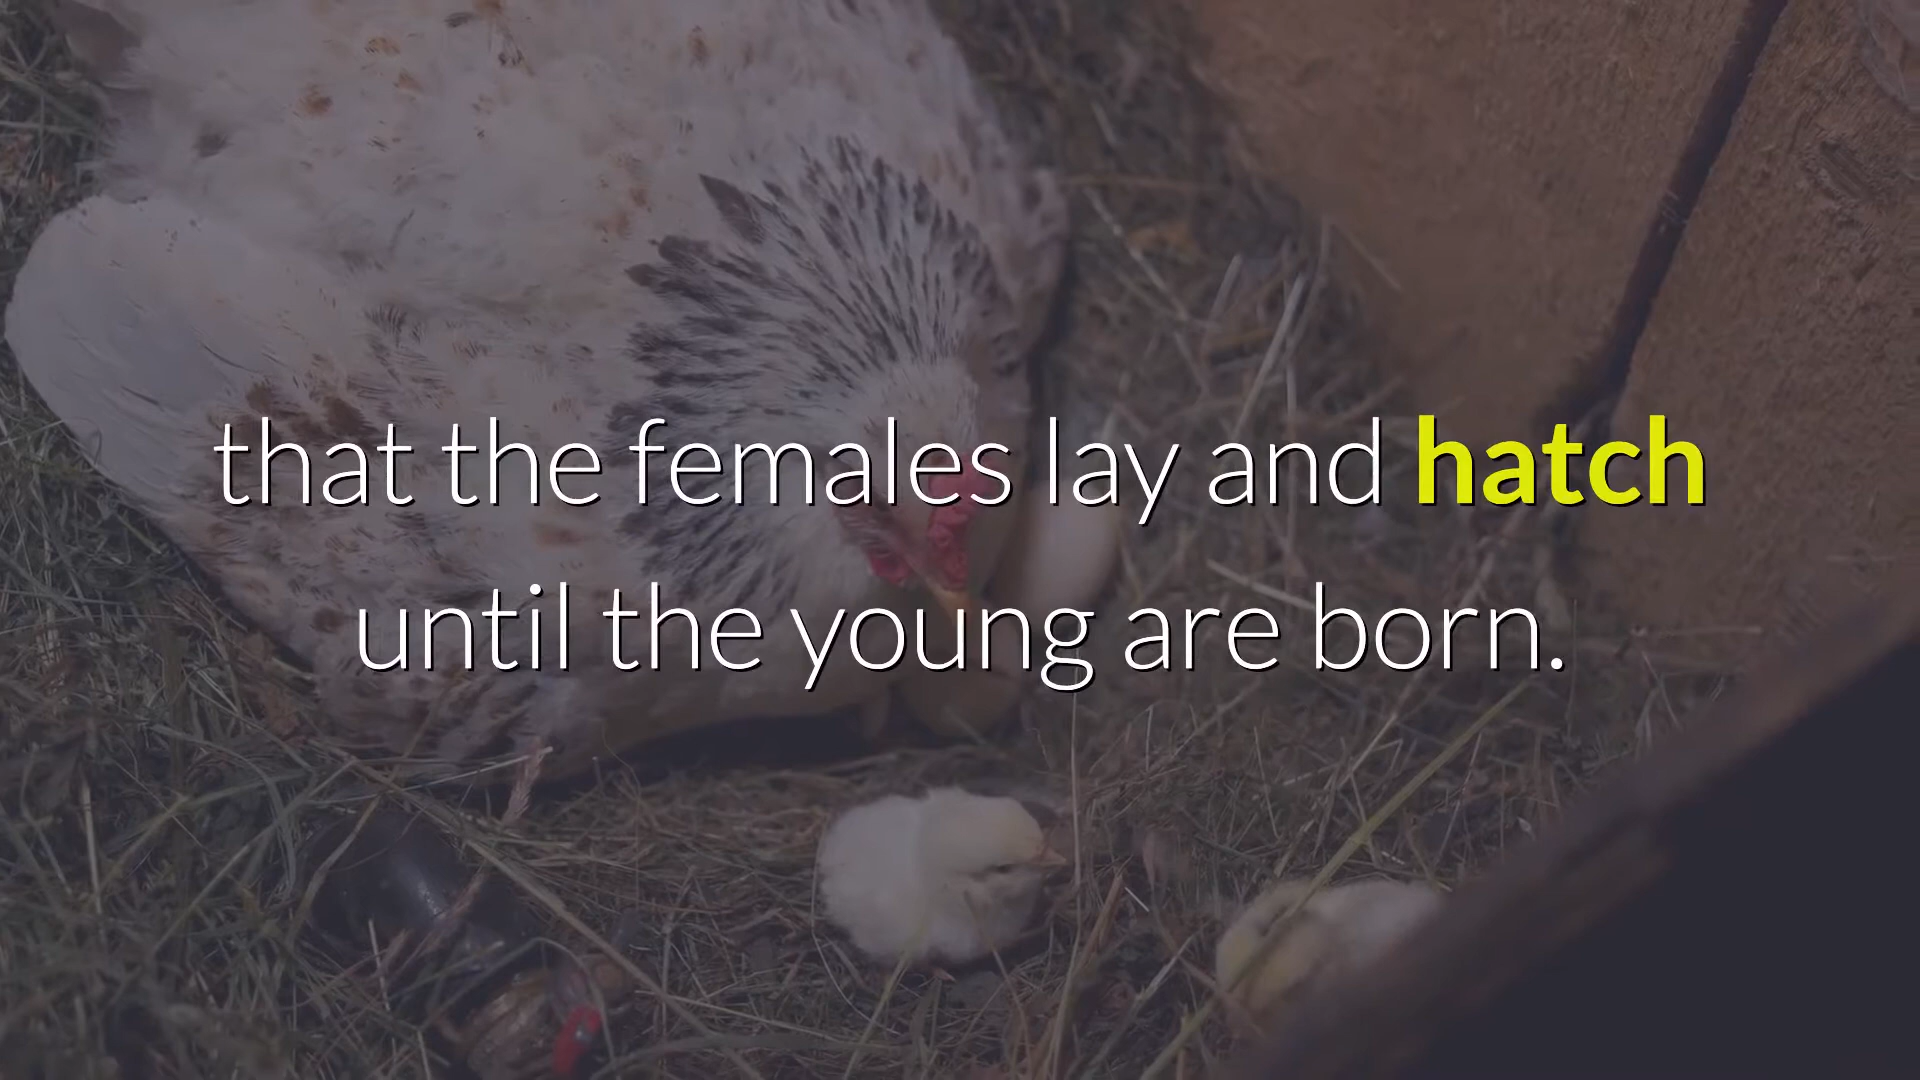 that the females lay and hatch
until the young are born.